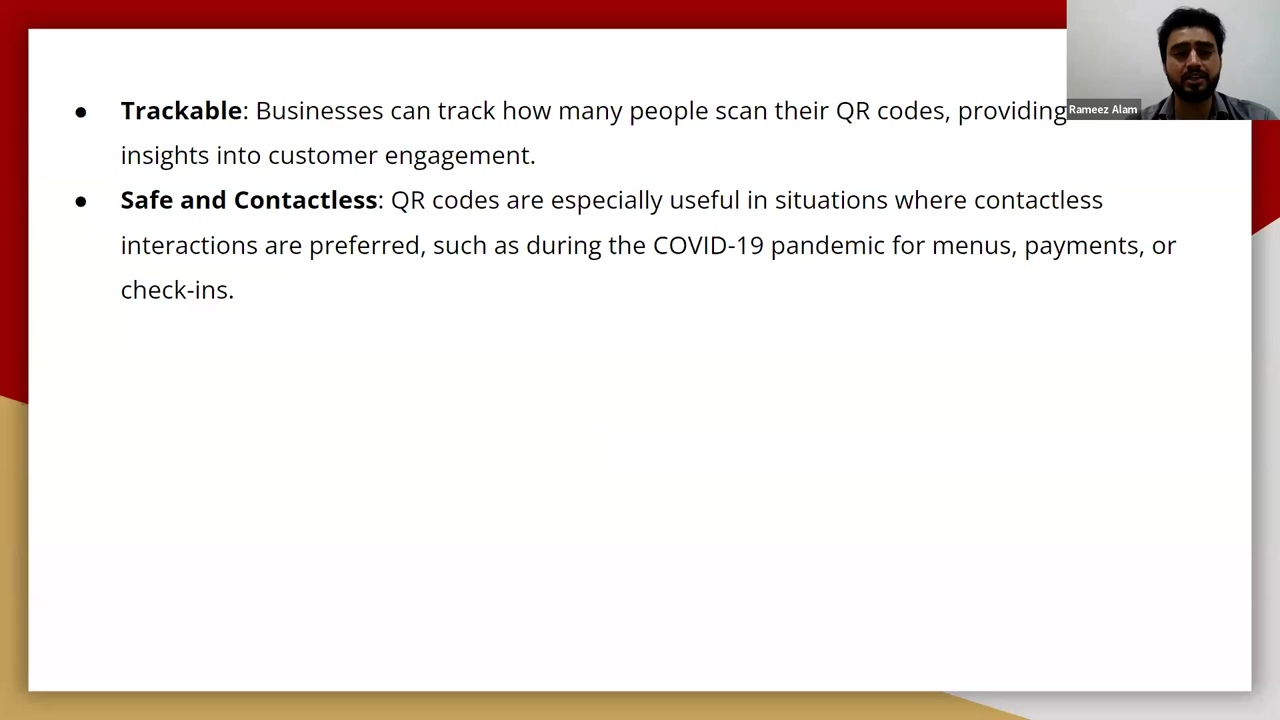 ● Trackable: Businesses can track how many people scan their QR codes, providing
Rameez Alam
insights into customer engagement.
● Safe and Contactless: QR codes are especially useful in situations where contactless
interactions are preferred, such as during the COVID-19 pandemic for menus, payments, or
check-ins.